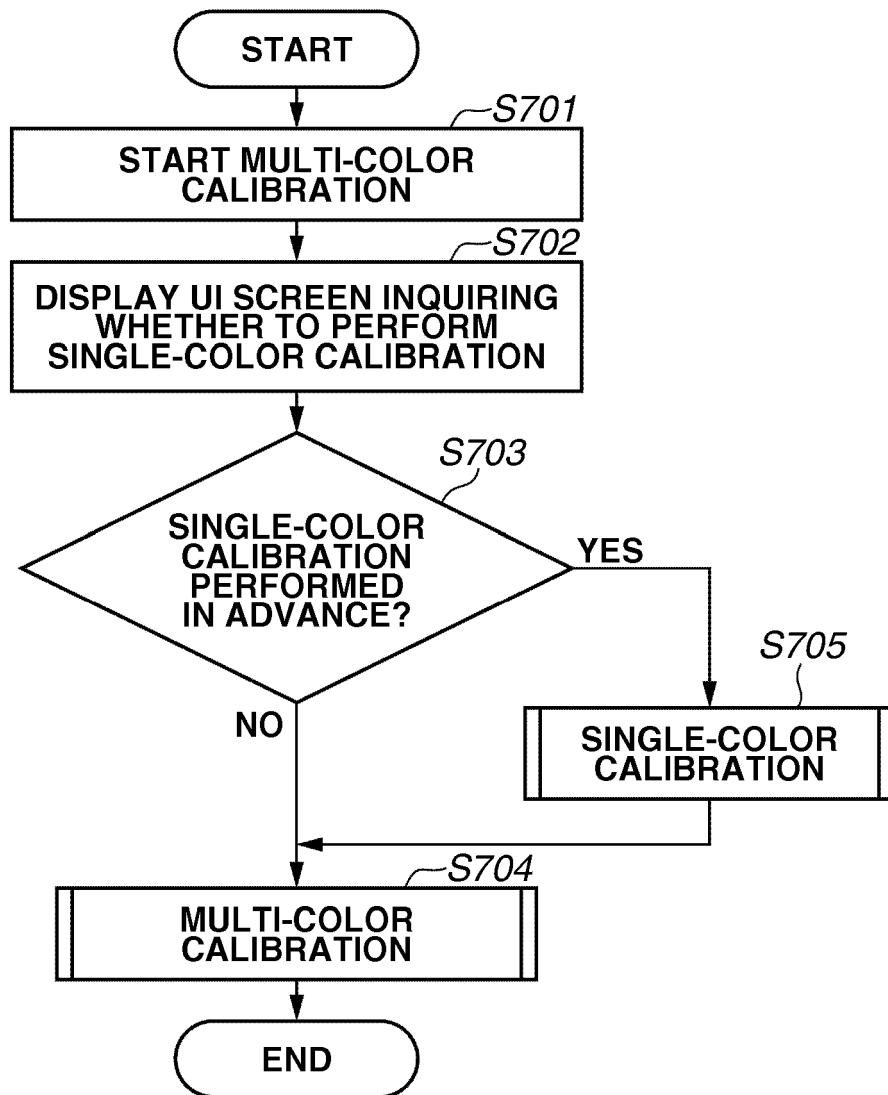 START
S701
START MULTI-COLOR
CALIBRATION
S702
DISPLAY UI SCREEN INQUIRING
WHETHER TO PERFORM
SINGLE-COLOR CALIBRATION
S703
SINGLE-COLOR
CALIBRATION
PERFORMED
IN ADVANCE?
YES
S705
NO
SINGLE-COLOR
CALIBRATION
S704
MULTI-COLOR
CALIBRATION
END